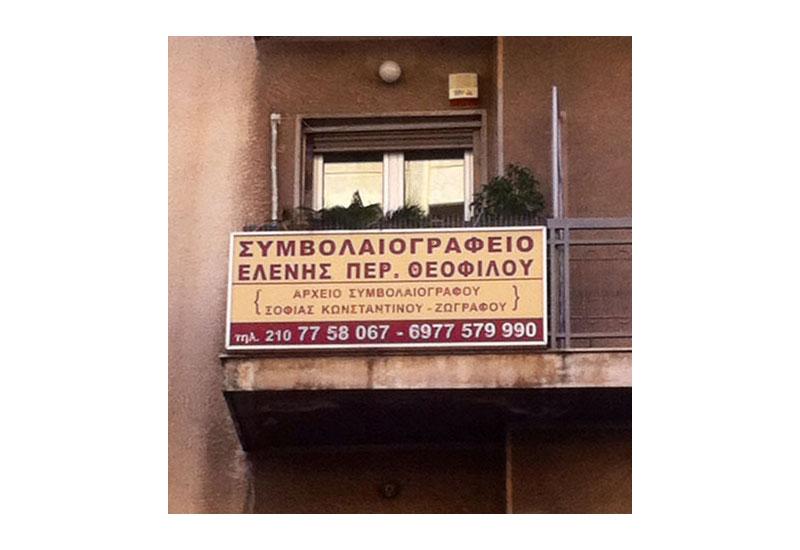 ΣΥΜΒΟΛΑΙΟΓΡΑΦΕΙΟ
ΕΛΕΝΗΣ ΠΕΡ. ΘΕΟΦΙΛΟΥ
{ ΑΡΧΕΙΟ ΣΥΜΒΟΛΑΙΟΓΡΑΦΟΥ
ΣΟΦΙΑΣ ΚΩΝΣΤΑΝΤΙΝΟΥ - ΖΩΓΡΑΦΟΥ }
τηλ. 210 77 58 067 - 6977 579 990